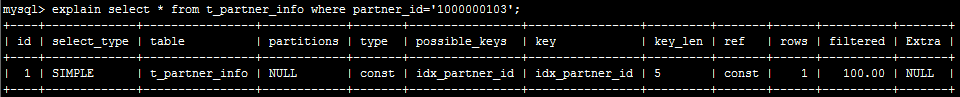 mysql> explain select * from t_partner_info where partner_id='1000000103';
+----+-------------+----------------+------------+-------+----------------+----------------+---------+-------+------+----------+-------+
| id | select_type | table          | partitions | type  | possible_keys  | key            | key_len | ref   | rows | filtered | Extra |
+----+-------------+----------------+------------+-------+----------------+----------------+---------+-------+------+----------+-------+
|  1 | SIMPLE      | t_partner_info | NULL       | const | idx_partner_id | idx_partner_id | 5       | const |    1 |   100.00 | NULL  |
+----+-------------+----------------+------------+-------+----------------+----------------+---------+-------+------+----------+-------+